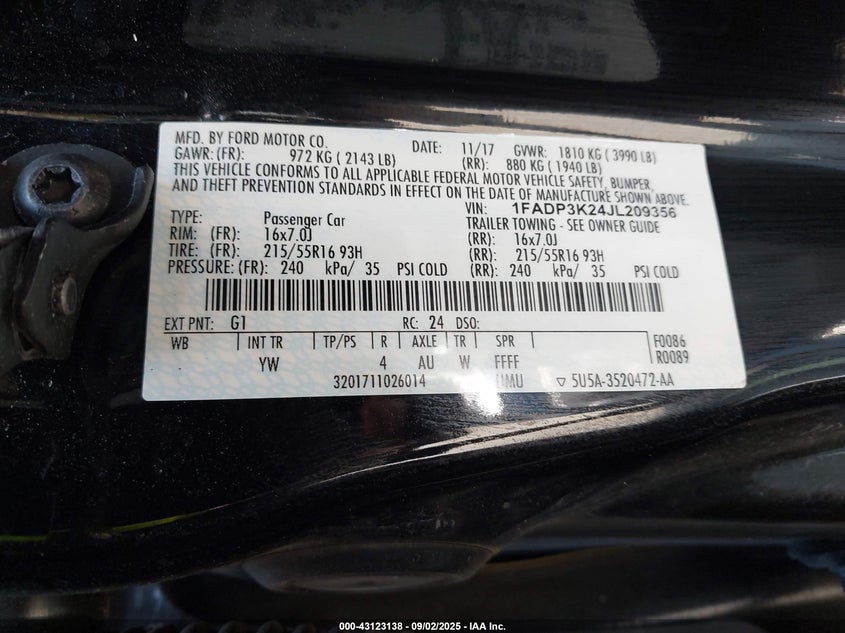 MFD. BY FORD MOTOR CO. DATE: 11/17 GVWR: 1810 KG ( 3990 LB)
GAWR: (FR): 972 KG ( 2143 LB) (RR): 880 KG ( 1940 LB)
THIS VEHICLE CONFORMS TO ALL APPLICABLE FEDERAL MOTOR VEHICLE SAFETY, BUMPER,
AND THEFT PREVENTION STANDARDS IN EFFECT ON THE DATE OF MANUFACTURE SHOWN ABOVE.
VIN: 1FADP3K24JL209356
TYPE: Passenger Car TRAILER TOWING - SEE OWNER GUIDE
RIM: (FR): 16x7.0J (RR): 16x7.0J
TIRE: (FR): 215/55R16 93H (RR): 215/55R16 93H
PRESSURE: (FR): 240 kPa/ 35 PSI COLD (RR): 240 kPa/ 35 PSI COLD
EXT PNT: G1 RC: 24 DSO:
WB INT TR TP/PS R AXLE TR SPR F0086
YW 4 AU W FFFF R0089
3201711026014 UMU ▽ 5U5A-3520472-AA
000-43123138 - 09/02/2025 - IAA Inc.